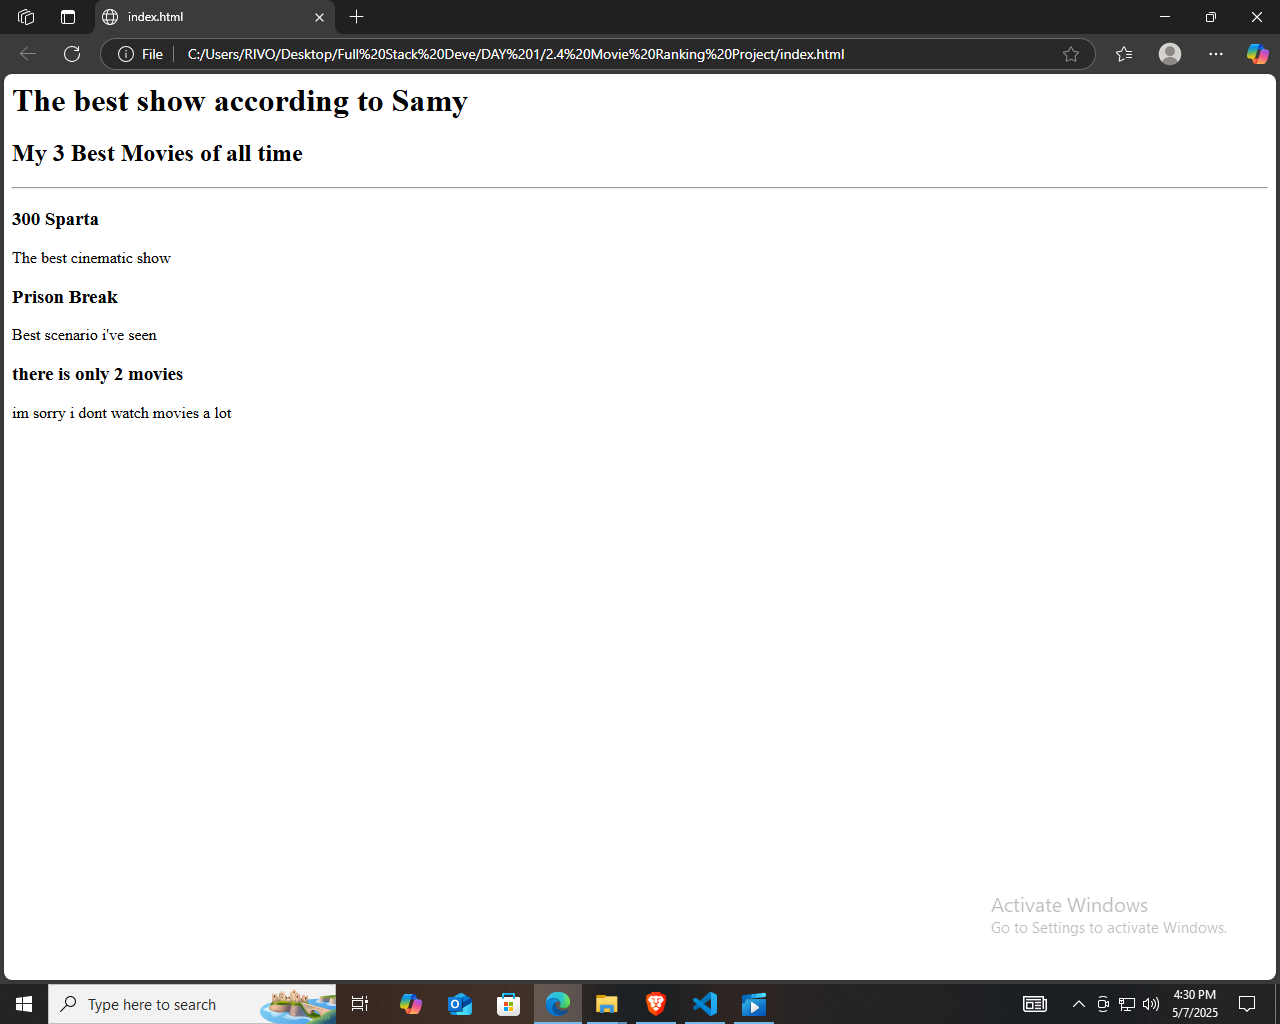 index.html
File
C:/Users/RIVO/Desktop/Full%20Stack%20Deve/DAY%201/2.4%20Movie%20Ranking%20Project/index.html
The best show according to Samy
My 3 Best Movies of all time
300 Sparta
The best cinematic show
Prison Break
Best scenario i've seen
there is only 2 movies
im sorry i dont watch movies a lot
Activate Windows
Go to Settings to activate Windows.
Type here to search
4:30 PM
5/7/2025